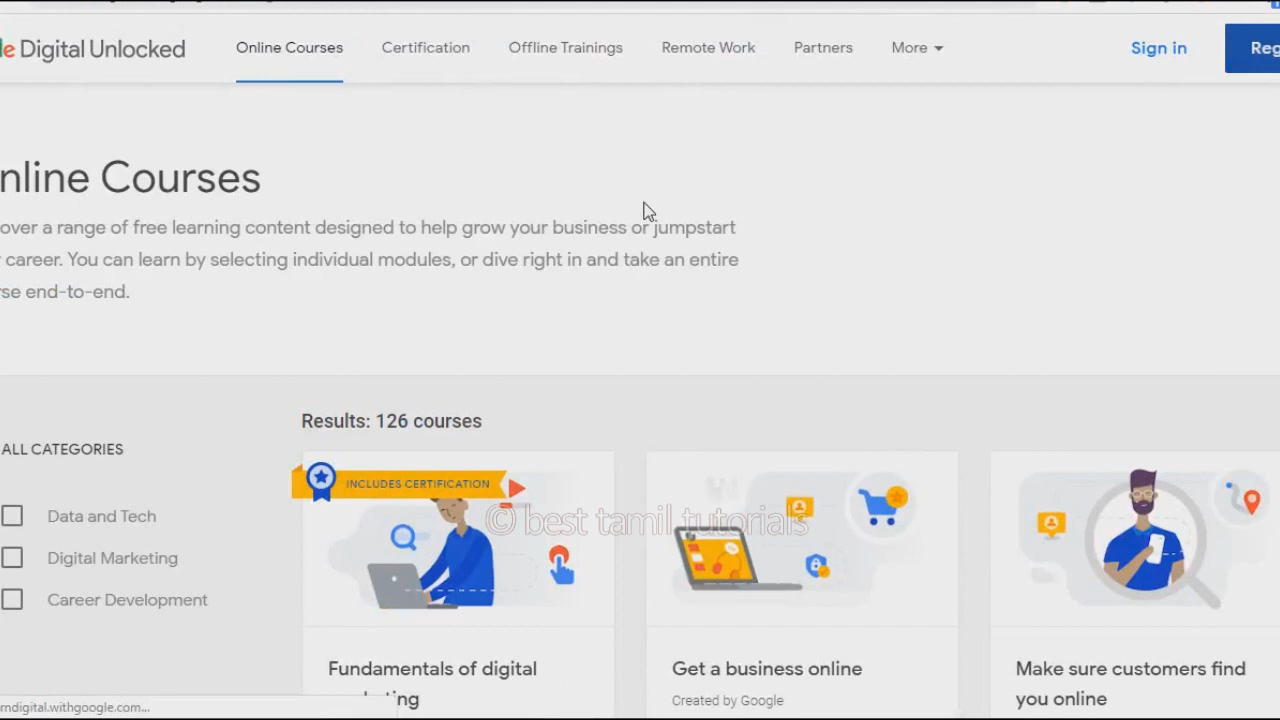 e Digital Unlocked
Online Courses
Certification
Offline Trainings
Remote Work
Partners
More
Sign in
Reg
nline Courses
over a range of free learning content designed to help grow your business or jumpstart
career. You can learn by selecting individual modules, or dive right in and take an entire
rse end-to-end.
Results: 126 courses
ALL CATEGORIES
Data and Tech
Digital Marketing
Career Development
INCLUDES CERTIFICATION
© best tamil tutorials
Fundamentals of digital
keting
Get a business online
Created by Google
Make sure customers find
you online
rndigital.withgoogle.com...